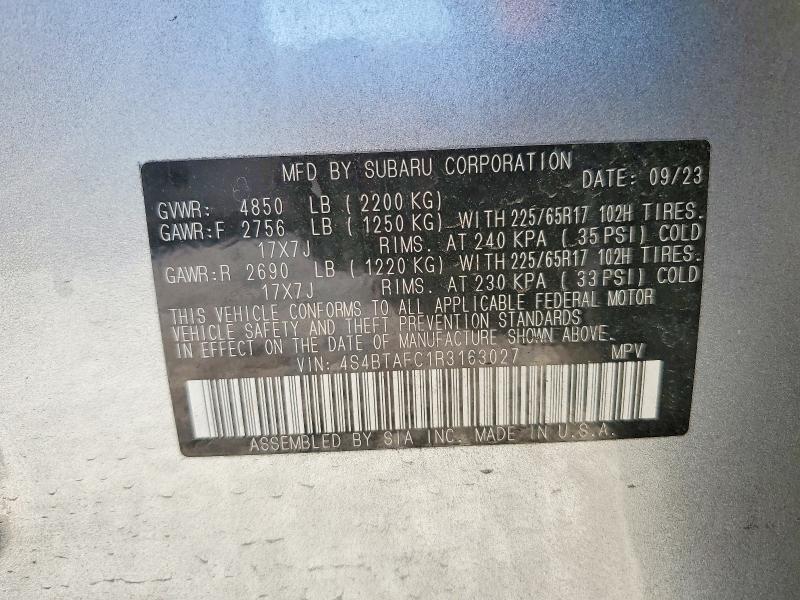 MFD BY SUBARU CORPORATION DATE: 09/23
GVWR: 4850 LB ( 2200 KG)
GAWR:F 2756 LB ( 1250 KG) WITH 225/65R17 102H TIRES.
17X7J RIMS. AT 240 KPA ( 35 PSI) COLD
GAWR:R 2690 LB ( 1220 KG) WITH 225/65R17 102H TIRES.
17X7J RIMS. AT 230 KPA ( 33 PSI) COLD
THIS VEHICLE CONFORMS TO ALL APPLICABLE FEDERAL MOTOR
VEHICLE SAFETY AND THEFT PREVENTION STANDARDS
IN EFFECT ON THE DATE OF MANUFACTURE SHOWN ABOVE.
VIN: 4S4BTAFC1R3163027 MPV
ASSEMBLED BY SIA INC. MADE IN U.S.A.